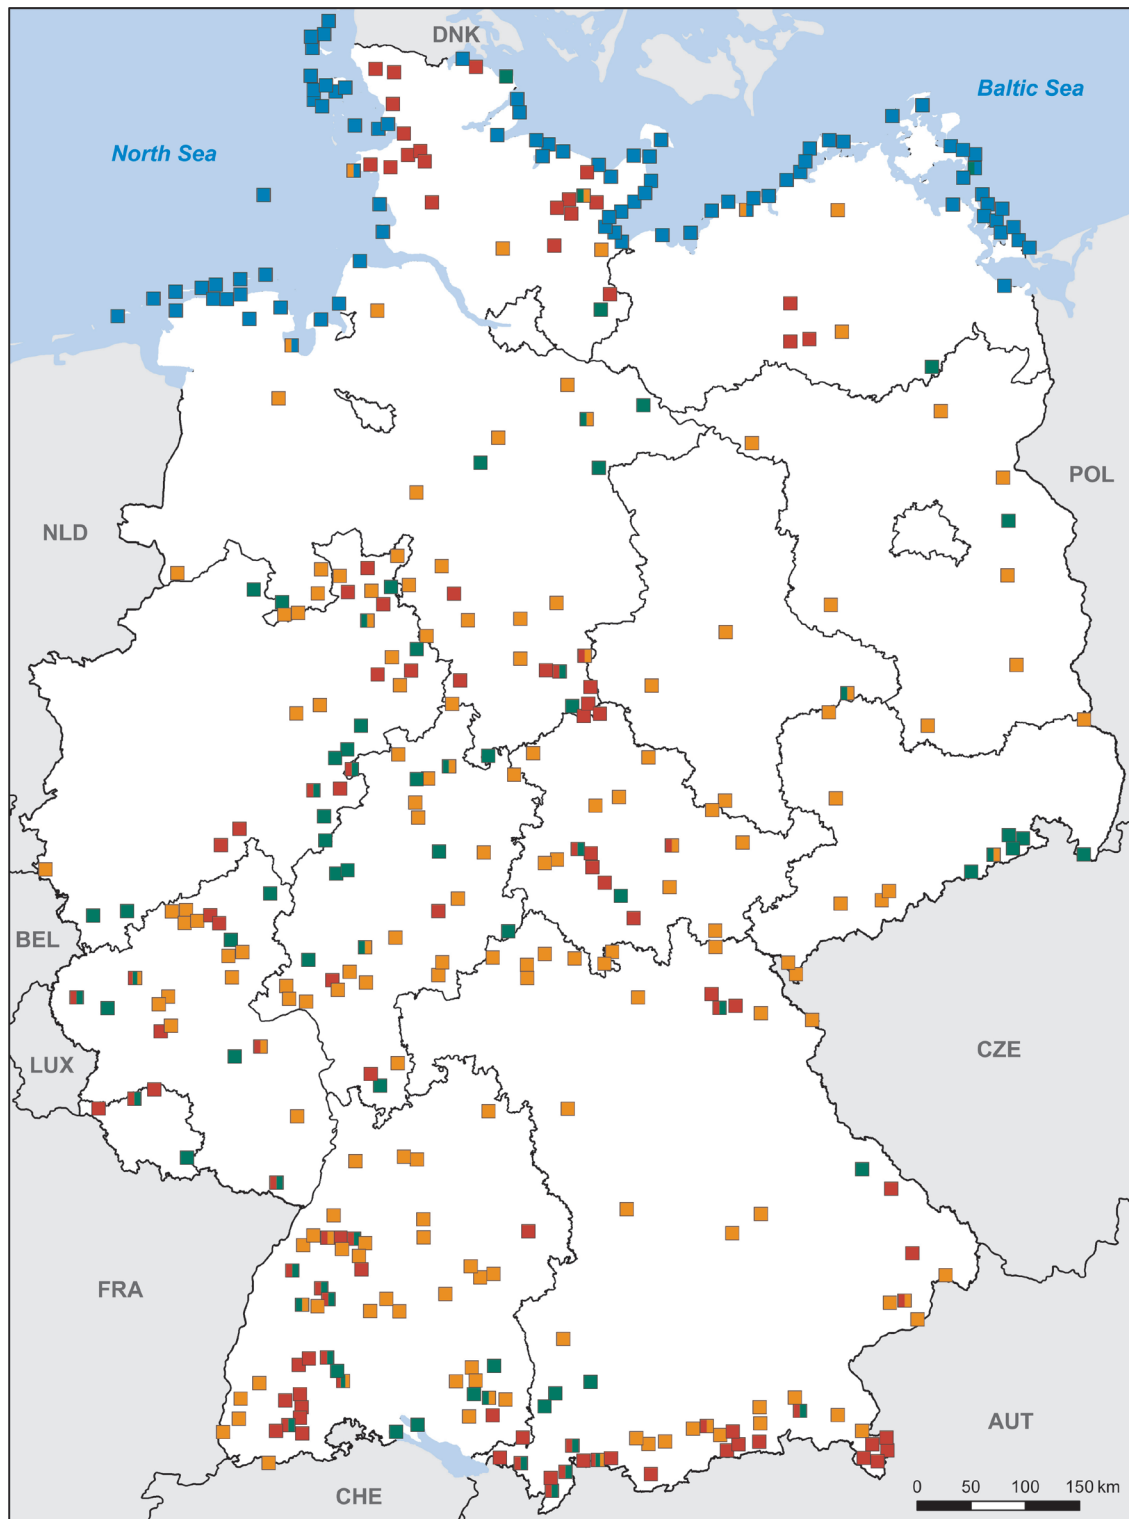 DNK
Baltic Sea
North Sea
POL
NLD
BEL
CZE
LUX
FRA
AUT
CHE
0 50 100 150 km